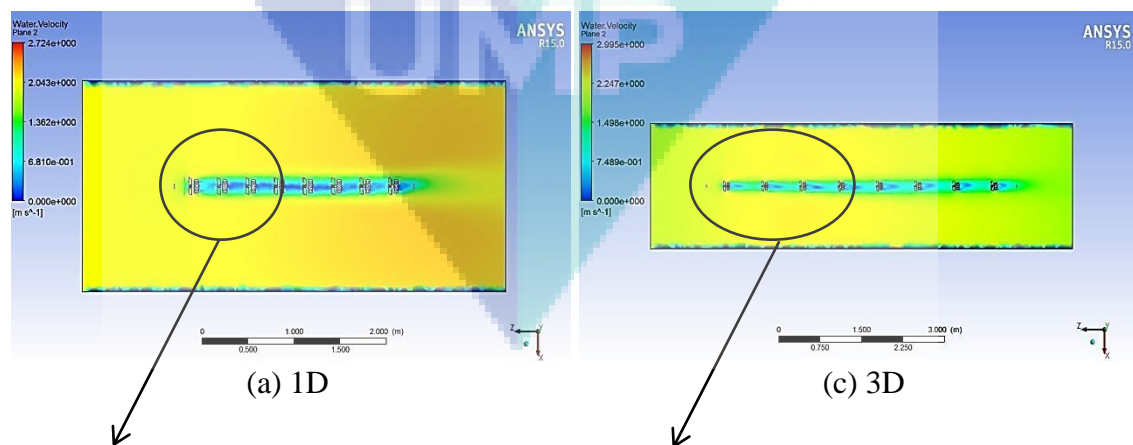 Water.Velocity
Plane 2
2.724e+000
2.043e+000
1.362e+000
6.810e-001
0.000e+000
[m s^-1]
ANSYS
R15.0
0 1.000 2.000 (m)
0.500 1.500
Z Y
X
(a) 1D
UMP
Water.Velocity
Plane 2
2.995e+000
2.247e+000
1.498e+000
7.489e-001
0.000e+000
[m s^-1]
ANSYS
R15.0
0 1.500 3.000 (m)
0.750 2.250
Z Y
X
(c) 3D